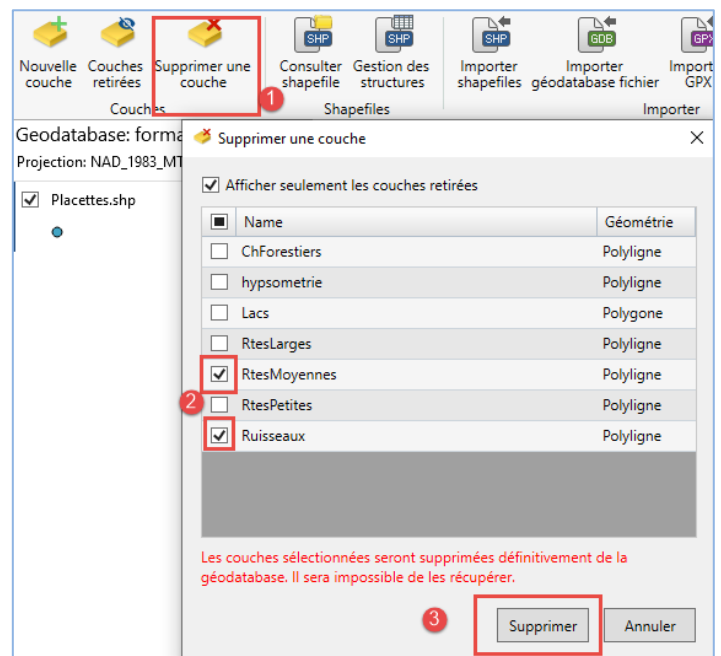 Nouvelle couche
Couches retirées
Supprimer une couche
Consulter shapefile
Gestion des structures
Importer shapefiles
Importer géodatabase fichier
GPX
SHP
SHP
SHP
GDB
1
Couches
Shapefiles
Importer
Geodatabase:
Projection: NAD_1983_MT
Placettes.shp
Supprimer une couche
Afficher seulement les couches retirées
Name Géométrie
ChForestiers Polyligne
hypsometrie Polyligne
Lacs Polygone
RtesLarges Polyligne
RtesMoyennes Polyligne
2
RtesPetites Polyligne
Ruisseaux Polyligne
Les couches sélectionnées seront supprimées définitivement de la
géodatabase. Il sera impossible de les récupérer.
3
Supprimer Annuler